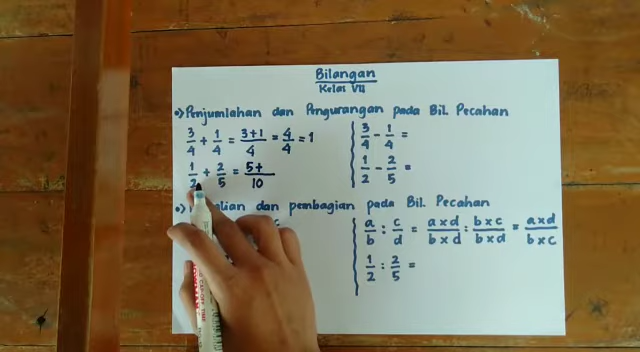 Bilangan
Kelas VII
•) Penjumlahan dan Pengurangan pada Bil. Pecahan
3/4 + 1/4 = 3+1/4 = 4/4 = 1
1/2 + 2/5 = 5+/10
3/4 - 1/4 =
1/2 - 2/5 =
•) dan pembagian pada Bil. Pecahan
a/b : c/d = a×d/b×d : b×c/b×d = a×d/b×c
1/2 : 2/5 =